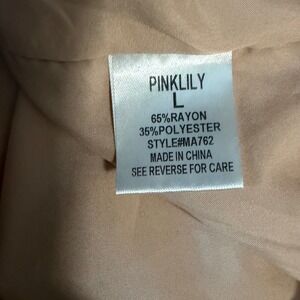 PINKLILY
L
65%RAYON
35%POLYESTER
STYLE#MA762
MADE IN CHINA
SEE REVERSE FOR CARE